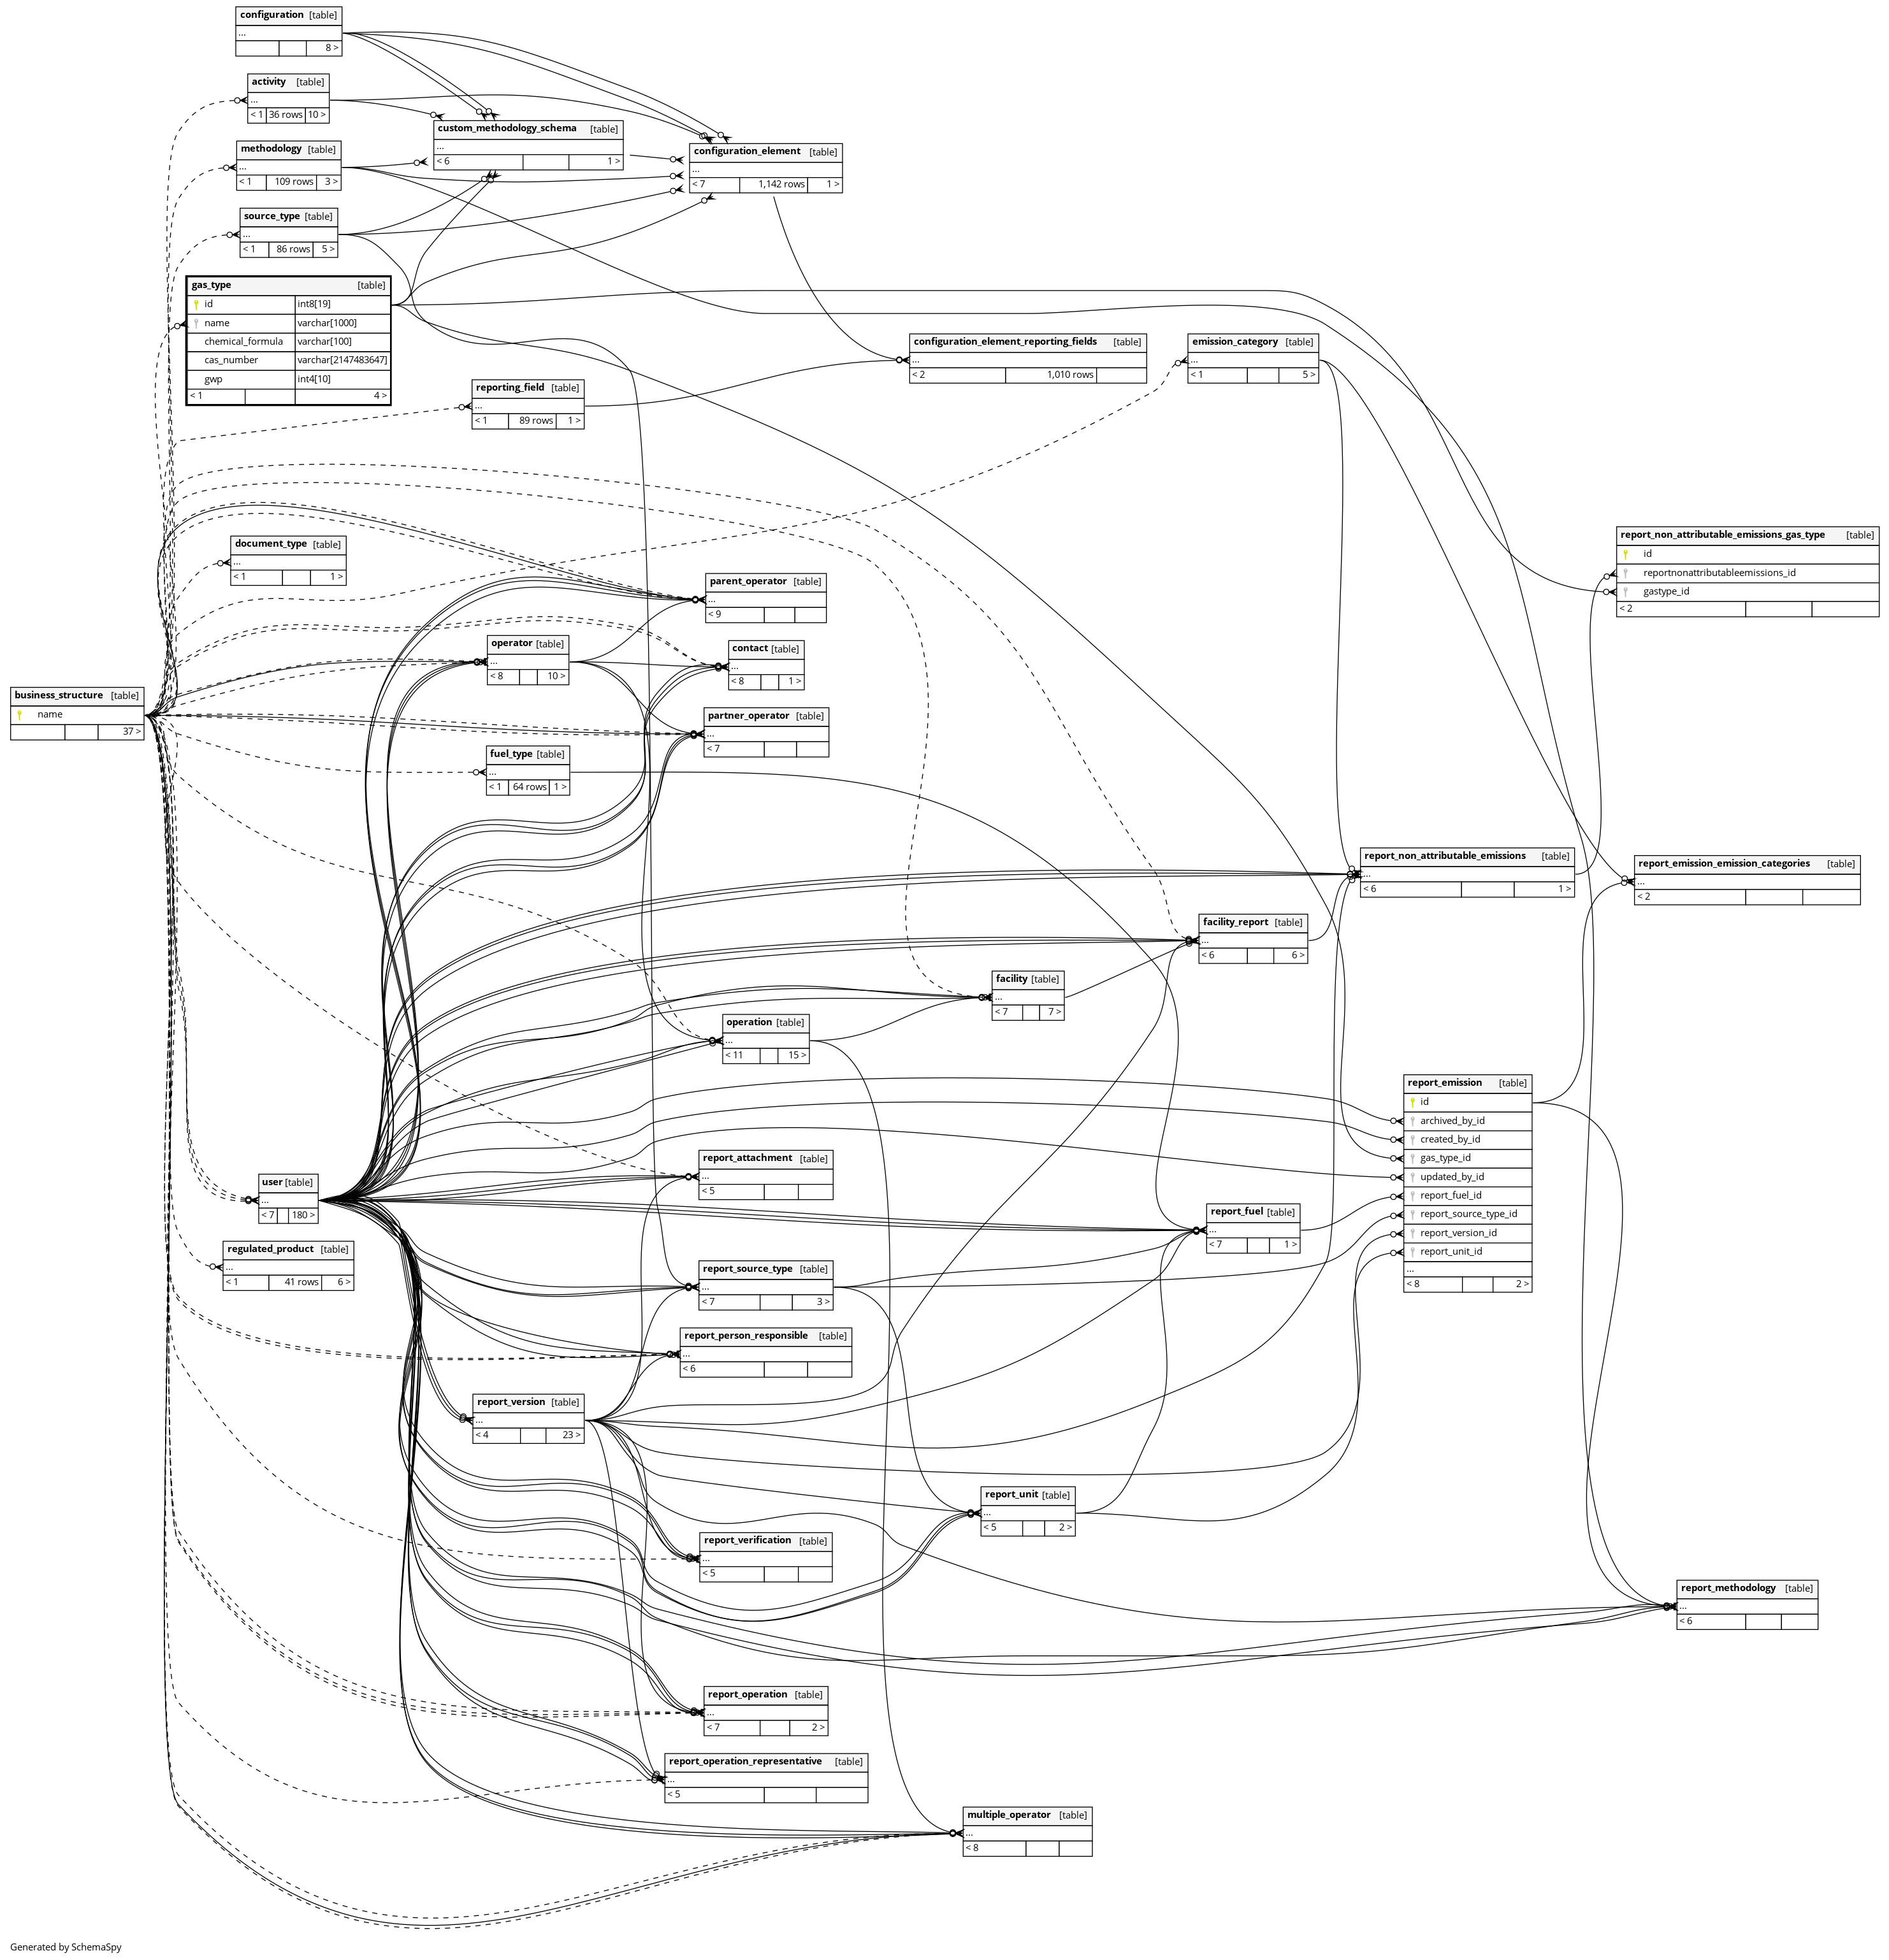 configuration [table]
...
8 >
activity [table]
...
< 1 36 rows 10 >
custom_methodology_schema [table]
...
< 6 1 >
methodology [table]
...
< 1 109 rows 3 >
configuration_element [table]
...
< 7 1,142 rows 1 >
source_type [table]
...
< 1 86 rows 5 >
gas_type [table]
id int8[19]
name varchar[1000]
chemical_formula varchar[100]
cas_number varchar[2147483647]
gwp int4[10]
< 1 4 >
configuration_element_reporting_fields [table]
...
< 2 1,010 rows
emission_category [table]
...
< 1 5 >
reporting_field [table]
...
< 1 89 rows 1 >
report_non_attributable_emissions_gas_type [table]
id
reportnonattributableemissions_id
gastype_id
< 2
document_type [table]
...
< 1 1 >
parent_operator [table]
...
< 9
operator [table]
...
< 8 10 >
contact [table]
...
< 8 1 >
business_structure [table]
name
37 >
partner_operator [table]
...
< 7
fuel_type [table]
...
< 1 64 rows 1 >
report_non_attributable_emissions [table]
...
< 6 1 >
report_emission_emission_categories [table]
...
< 2
facility_report [table]
...
< 6 6 >
facility [table]
...
< 7 7 >
operation [table]
...
< 11 15 >
report_emission [table]
id
archived_by_id
created_by_id
gas_type_id
updated_by_id
report_fuel_id
report_source_type_id
report_version_id
report_unit_id
...
< 8 2 >
report_attachment [table]
...
< 5
user [table]
...
< 7 180 >
report_fuel [table]
...
< 7 1 >
regulated_product [table]
...
< 1 41 rows 6 >
report_source_type [table]
...
< 7 3 >
report_person_responsible [table]
...
< 6
report_version [table]
...
< 4 23 >
report_unit [table]
...
< 5 2 >
report_verification [table]
...
< 5
report_methodology [table]
...
< 6
report_operation [table]
...
< 7 2 >
report_operation_representative [table]
...
< 5
multiple_operator [table]
...
< 8
Generated by SchemaSpy